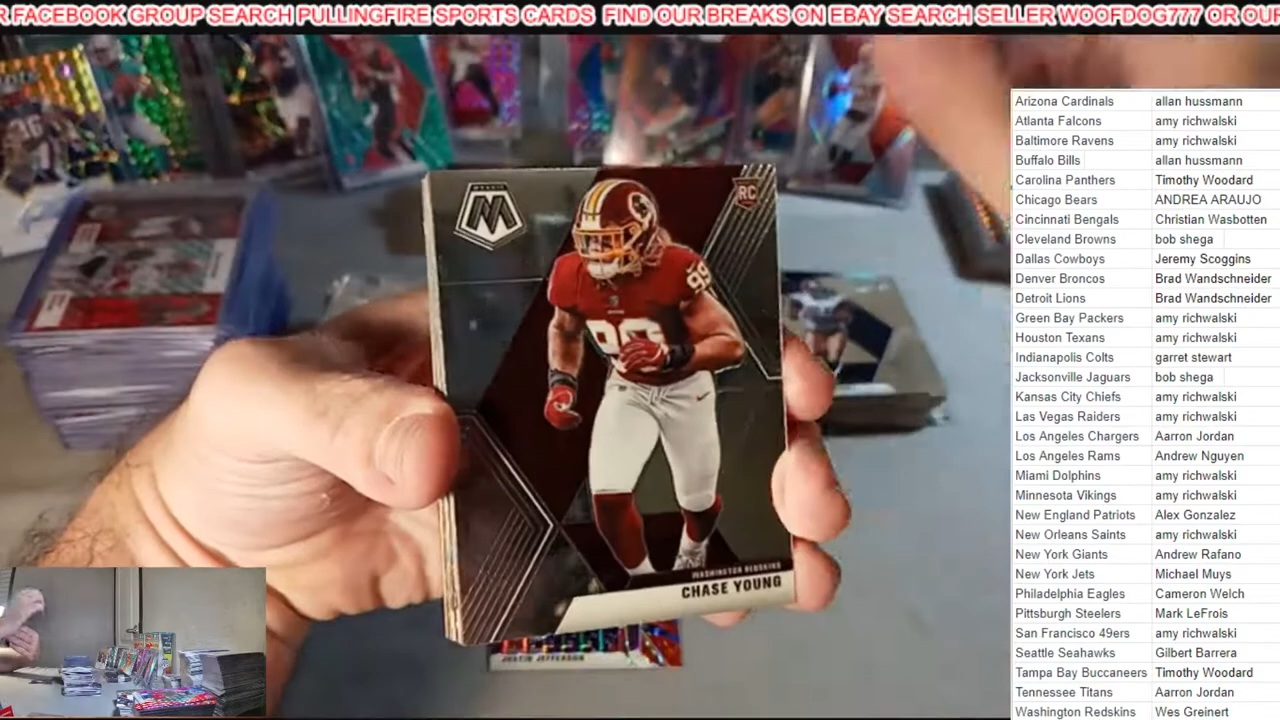 R FACEBOOK GROUP SEARCH PULLINGFIRE SPORTS CARDS  FIND OUR BREAKS ON EBAY SEARCH SELLER WOOFDOG777 OR OUR
Arizona Cardinals allan hussmann
Atlanta Falcons amy richwalski
Baltimore Ravens amy richwalski
Buffalo Bills allan hussmann
Carolina Panthers Timothy Woodard
Chicago Bears ANDREA ARAUJO
Cincinnati Bengals Christian Wasbotten
Cleveland Browns bob shega
Dallas Cowboys Jeremy Scoggins
Denver Broncos Brad Wandschneider
Detroit Lions Brad Wandschneider
Green Bay Packers amy richwalski
Houston Texans amy richwalski
Indianapolis Colts garret stewart
Jacksonville Jaguars bob shega
Kansas City Chiefs amy richwalski
Las Vegas Raiders amy richwalski
Los Angeles Chargers Aarron Jordan
Los Angeles Rams Andrew Nguyen
Miami Dolphins amy richwalski
Minnesota Vikings amy richwalski
New England Patriots Alex Gonzalez
New Orleans Saints amy richwalski
New York Giants Andrew Rafano
New York Jets Michael Muys
Philadelphia Eagles Cameron Welch
Pittsburgh Steelers Mark LeFrois
San Francisco 49ers amy richwalski
Seattle Seahawks Gilbert Barrera
Tampa Bay Buccaneers Timothy Woodard
Tennessee Titans Aarron Jordan
Washington Redskins Wes Greinert
MOSAIC
M
RC
99
99
WASHINGTON REDSKINS
CHASE YOUNG
JUSTIN JEFFERSON